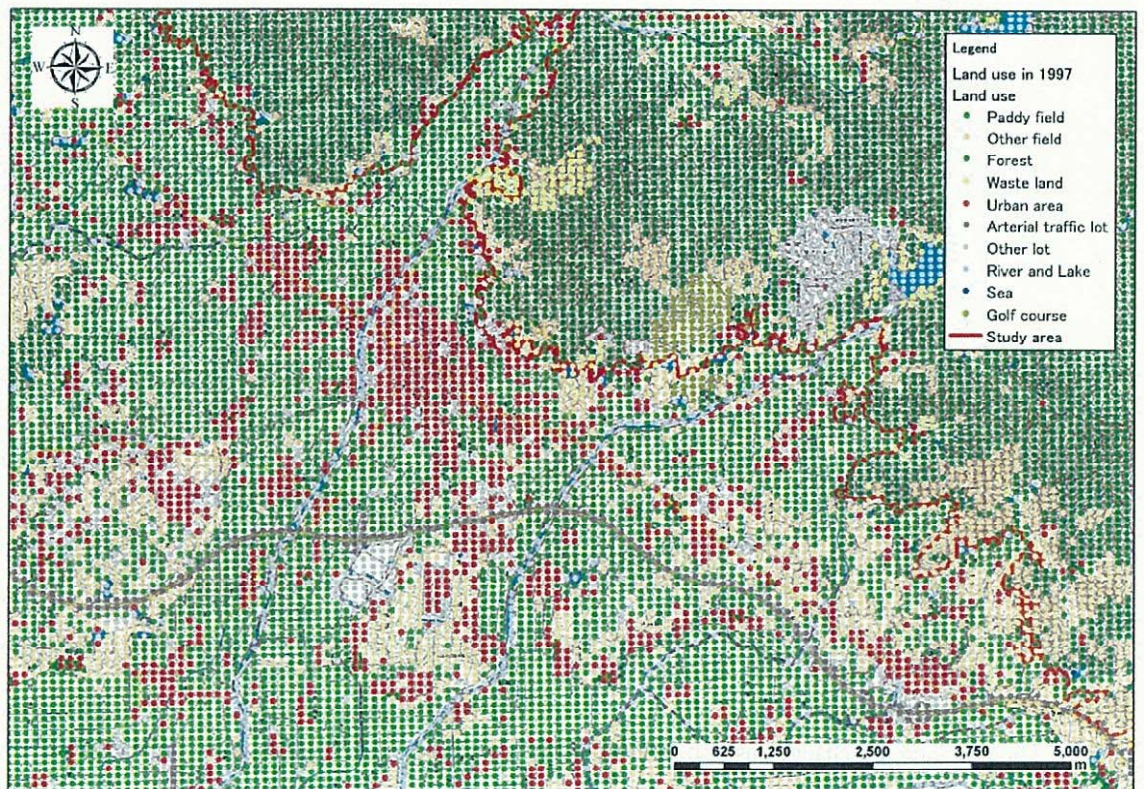 N
W E
S
Legend
Land use in 1997
Land use
Paddy field
Other field
Forest
Waste land
Urban area
Arterial traffic lot
Other lot
River and Lake
Sea
Golf course
Study area
0 625 1,250 2,500 3,750 5,000
m